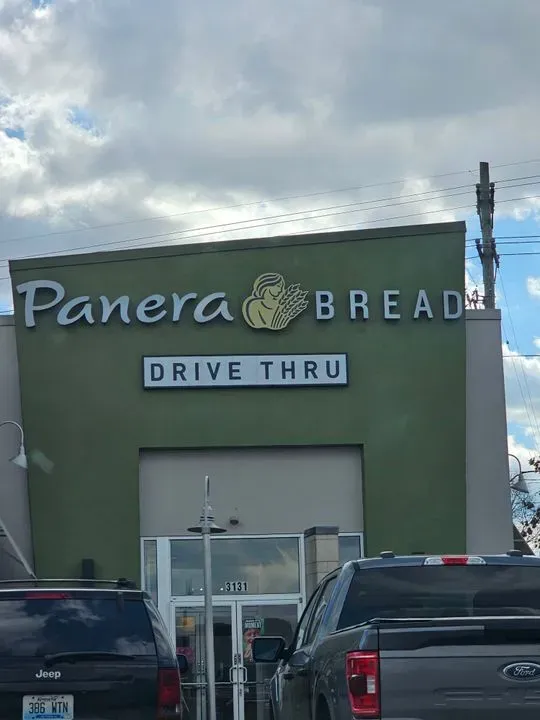 Panera BREAD
DRIVE THRU
3131
Jeep
Ford
386 WTN